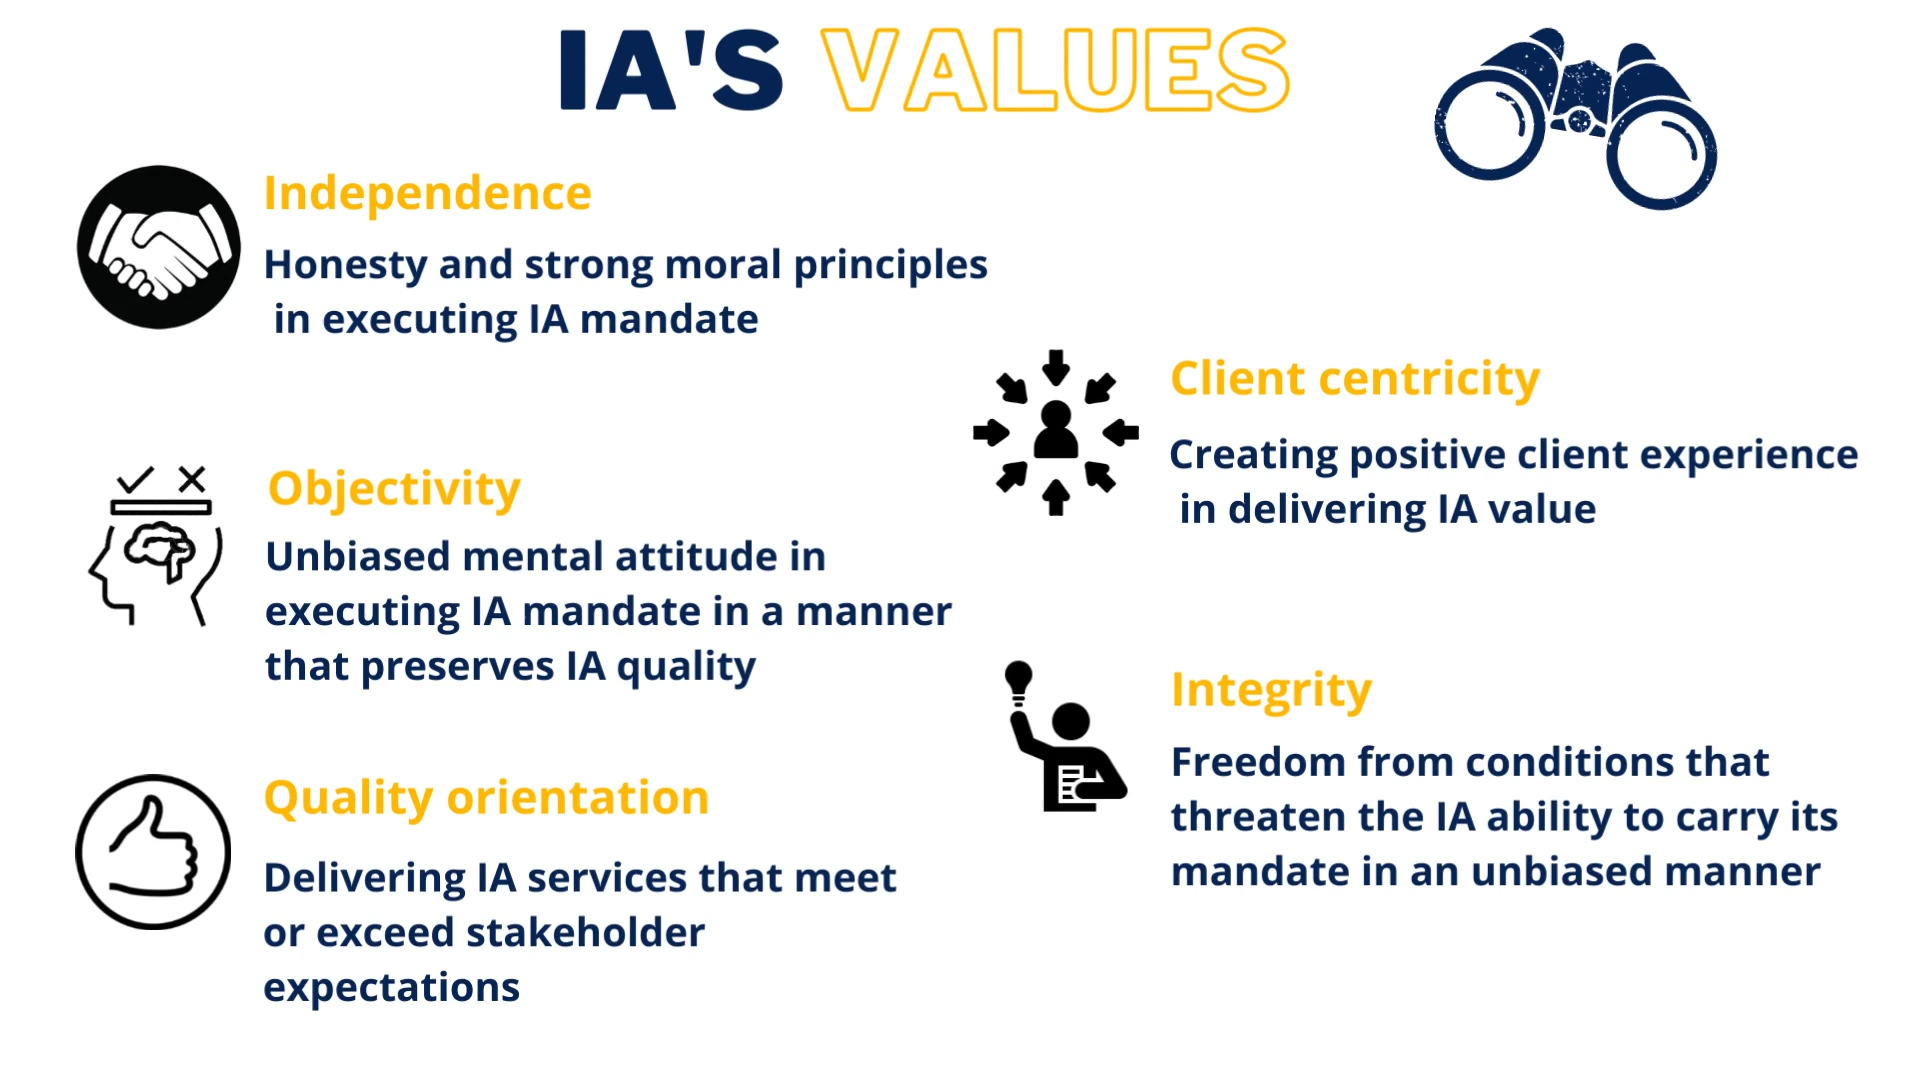 IA'S VALUES
Independence
Honesty and strong moral principles
in executing IA mandate
Objectivity
Unbiased mental attitude in
executing IA mandate in a manner
that preserves IA quality
Quality orientation
Delivering IA services that meet
or exceed stakeholder
expectations
Client centricity
Creating positive client experience
in delivering IA value
Integrity
Freedom from conditions that
threaten the IA ability to carry its
mandate in an unbiased manner